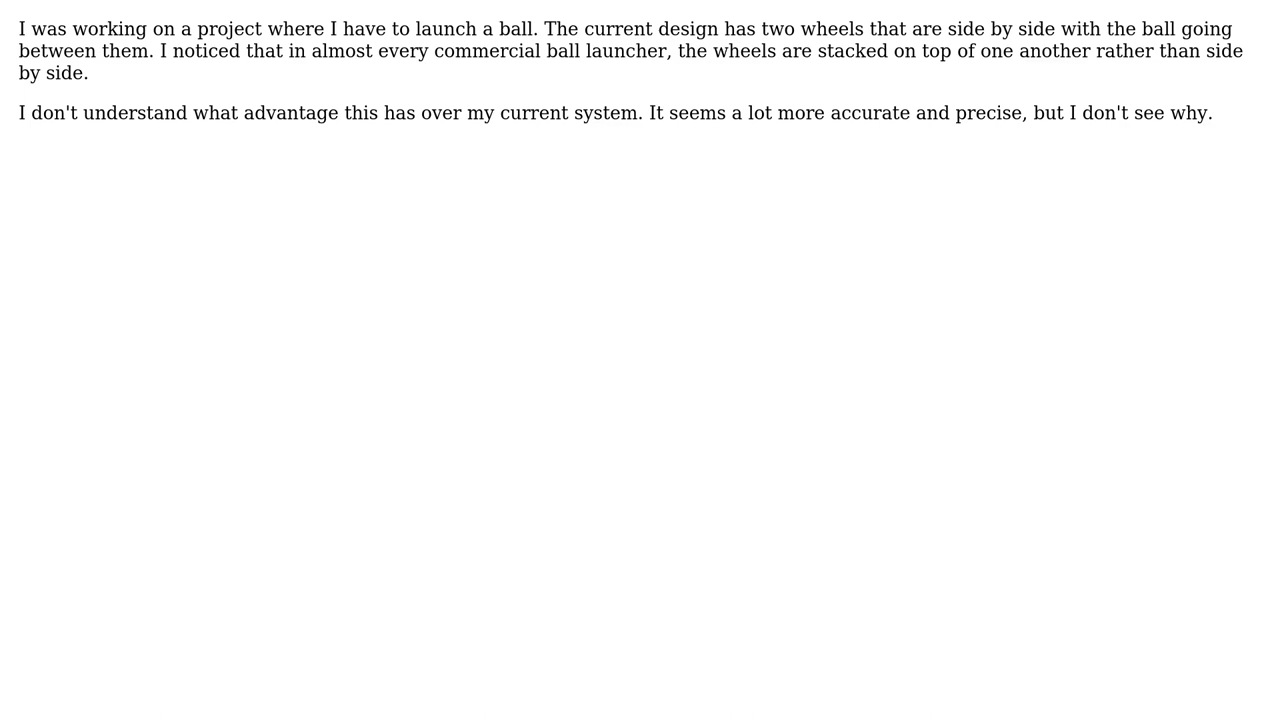 I was working on a project where I have to launch a ball. The current design has two wheels that are side by side with the ball going
between them. I noticed that in almost every commercial ball launcher, the wheels are stacked on top of one another rather than side
by side.
I don't understand what advantage this has over my current system. It seems a lot more accurate and precise, but I don't see why.